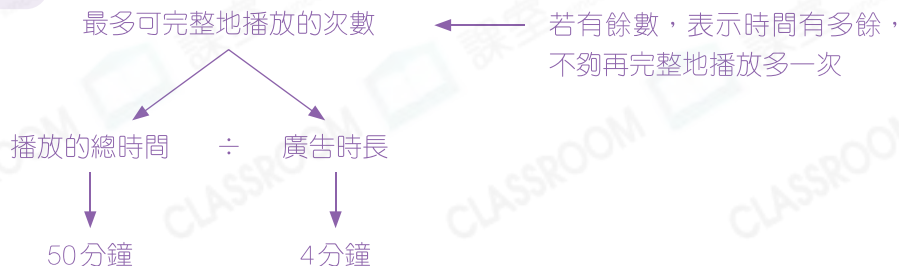 最多可完整地播放的次數
若有餘數，表示時間有多餘，
不夠再完整地播放多一次
播放的總時間 ÷ 廣告時長
50分鐘 4分鐘
CLASSROOM CLASSROOM CLASSROOM